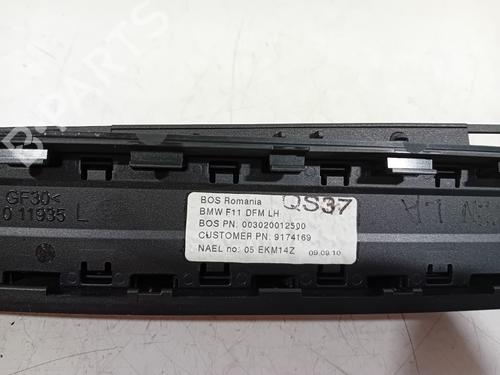 B-PARTS
GF30<
0 11935 L
BOS Romania
QS37
BMW F11 DFM LH
BOS PN: 003020012500
CUSTOMER PN: 9174169
NAEL no: 05 EKM14Z 09.09.10